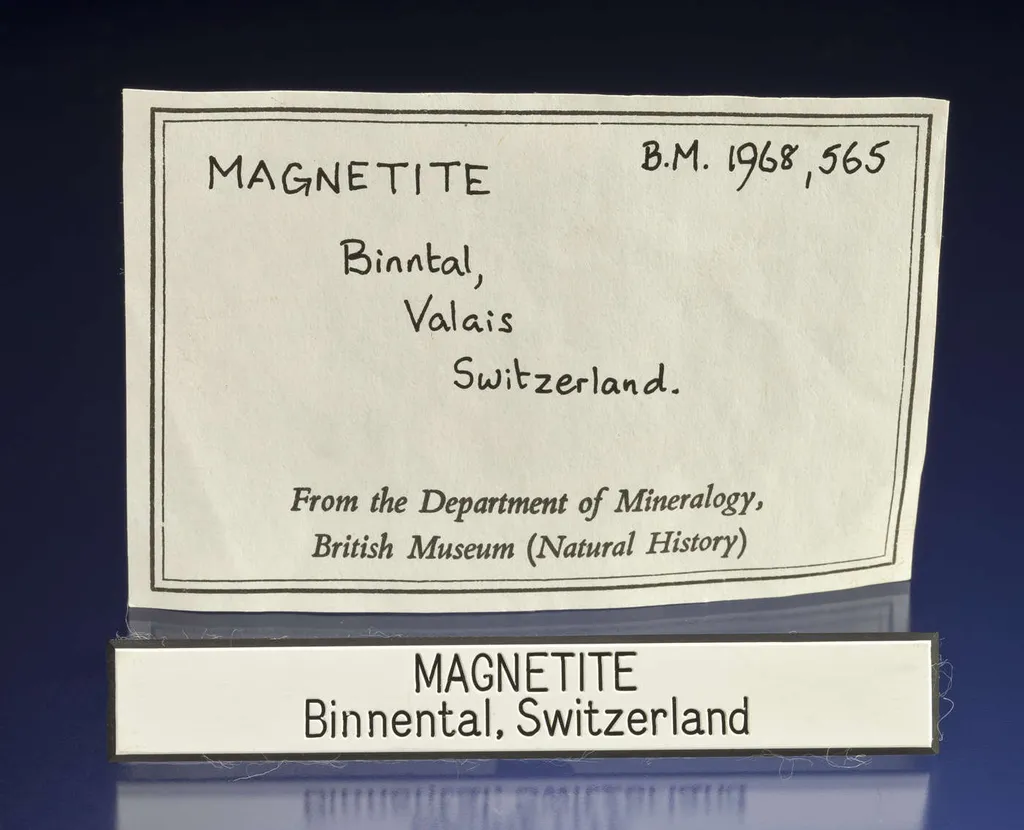 MAGNETITE B.M. 1968,565
Binntal,
Valais
Switzerland.
From the Department of Mineralogy,
British Museum (Natural History)
MAGNETITE
Binnental, Switzerland